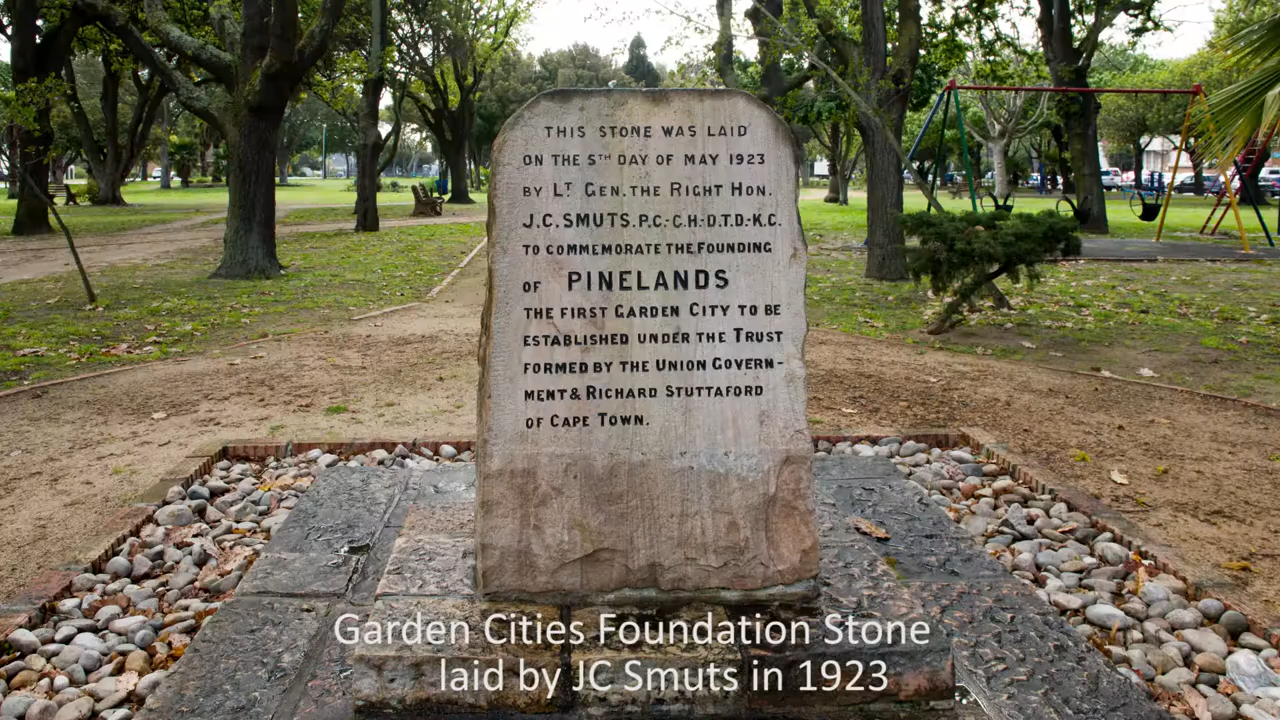 THIS STONE WAS LAID
ON THE 5TH DAY OF MAY 1923
BY LT GEN. THE RIGHT HON.
J.C. SMUTS. P.C.-C.H-D.T.D-K.C.
TO COMMEMORATE THE FOUNDING
OF PINELANDS
THE FIRST GARDEN CITY TO BE
ESTABLISHED UNDER THE TRUST
FORMED BY THE UNION GOVERN-
MENT & RICHARD STUTTAFORD
OF CAPE TOWN.
Garden Cities Foundation Stone
laid by JC Smuts in 1923